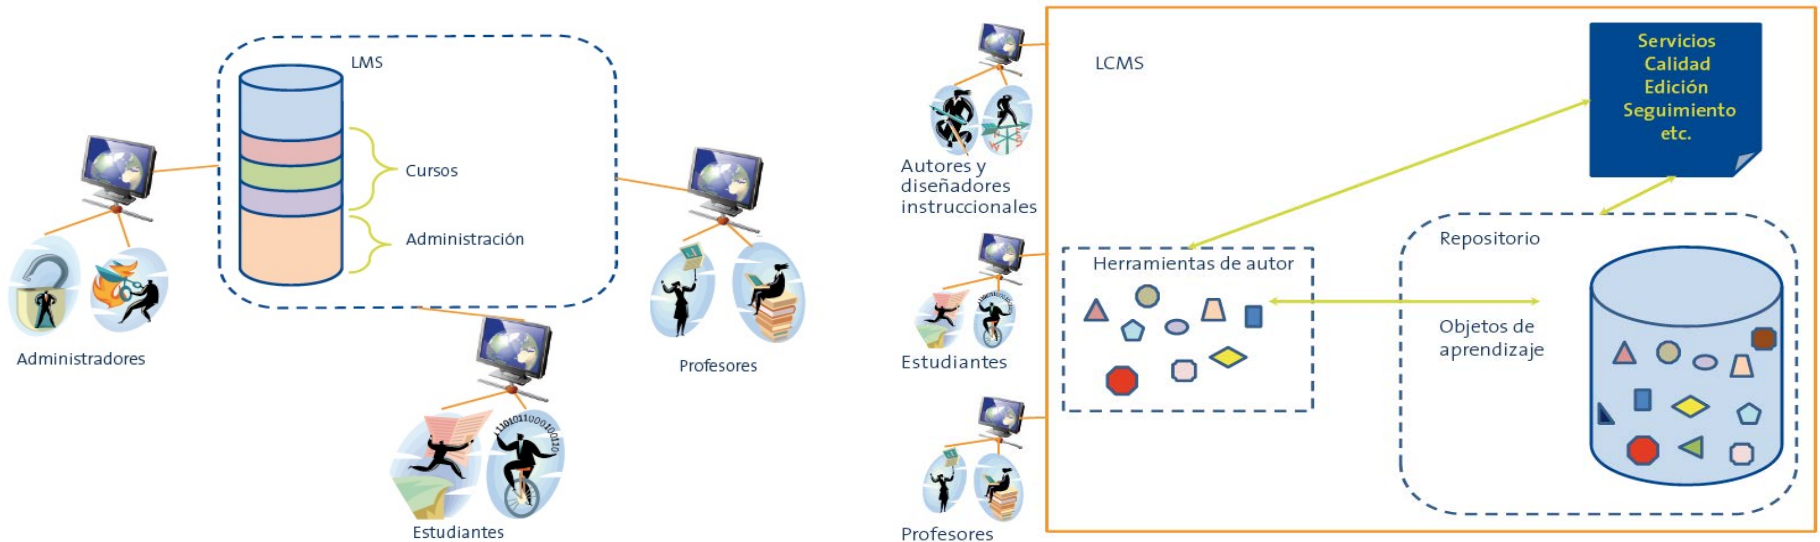 LMS
Cursos
Administración
Administradores
Profesores
110101100010011110
Estudiantes
LCMS
Servicios
Calidad
Edición
Seguimiento
etc.
Autores y
diseñadores
instruccionales
Estudiantes
Profesores
Herramientas de autor
Repositorio
Objetos de
aprendizaje